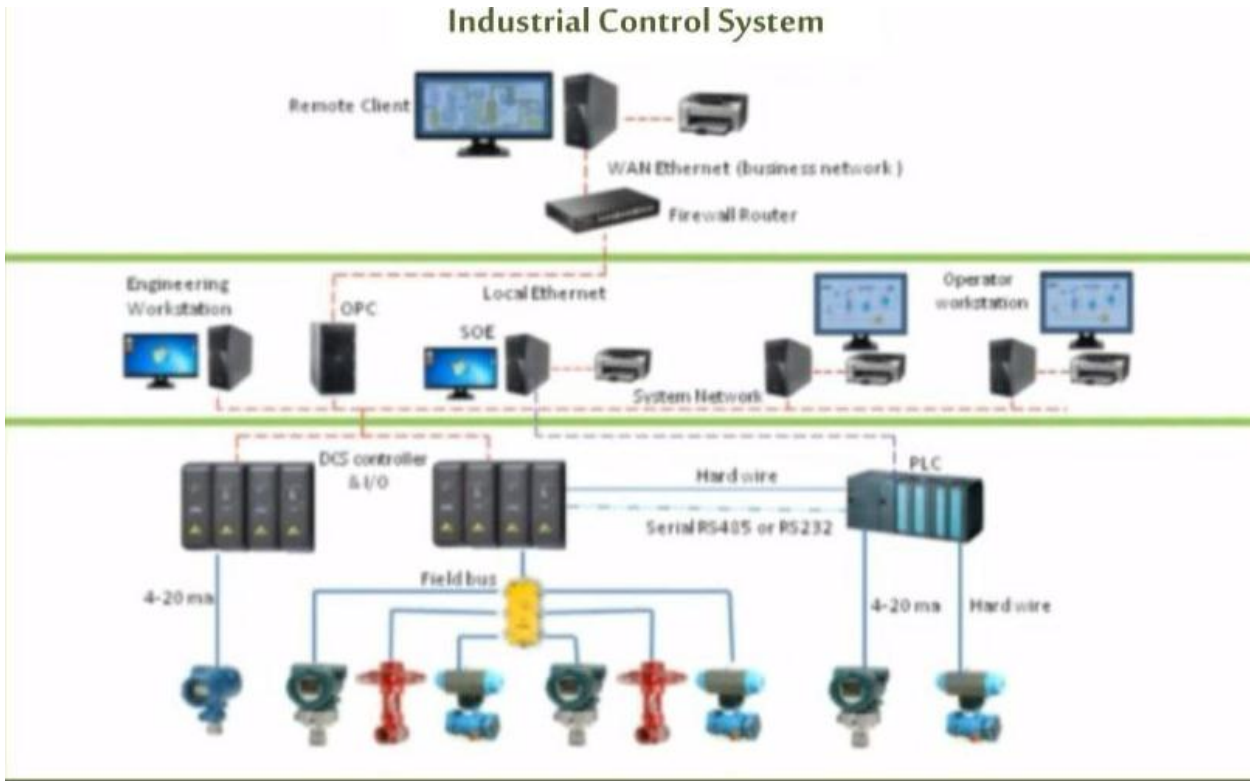 Industrial Control System
Remote Client
WAN Ethernet (business network )
Firewall Router
Engineering
Workstation
OPC
Local Ethernet
SOE
Operator
workstation
System Network
DCS controller
& I/O
Hard wire
PLC
Serial RS485 or RS232
Field bus
4-20 ma
4-20 ma
Hard wire